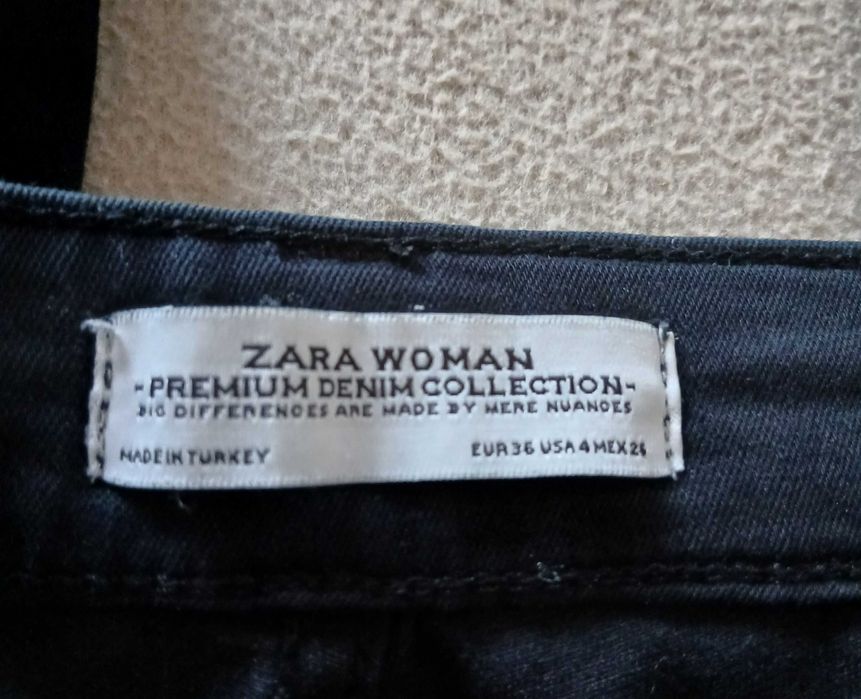 ZARA WOMAN
-PREMIUM DENIM COLLECTION-
BIG DIFFERENCES ARE MADE BY MERE NUANCES
MADE IN TURKEY
EUR 36 USA 4 MEX 26